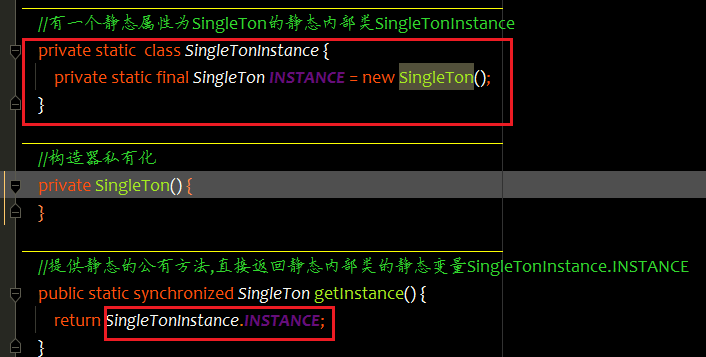 //有一个静态属性为SingleTon的静态内部类SingleTonInstance
private static  class SingleTonInstance {
private static final SingleTon INSTANCE = new SingleTon();
}
//构造器私有化
private SingleTon() {
}
//提供静态的公有方法,直接返回静态内部类的静态变量SingleTonInstance.INSTANCE
public static synchronized SingleTon getInstance() {
return SingleTonInstance.INSTANCE;
}